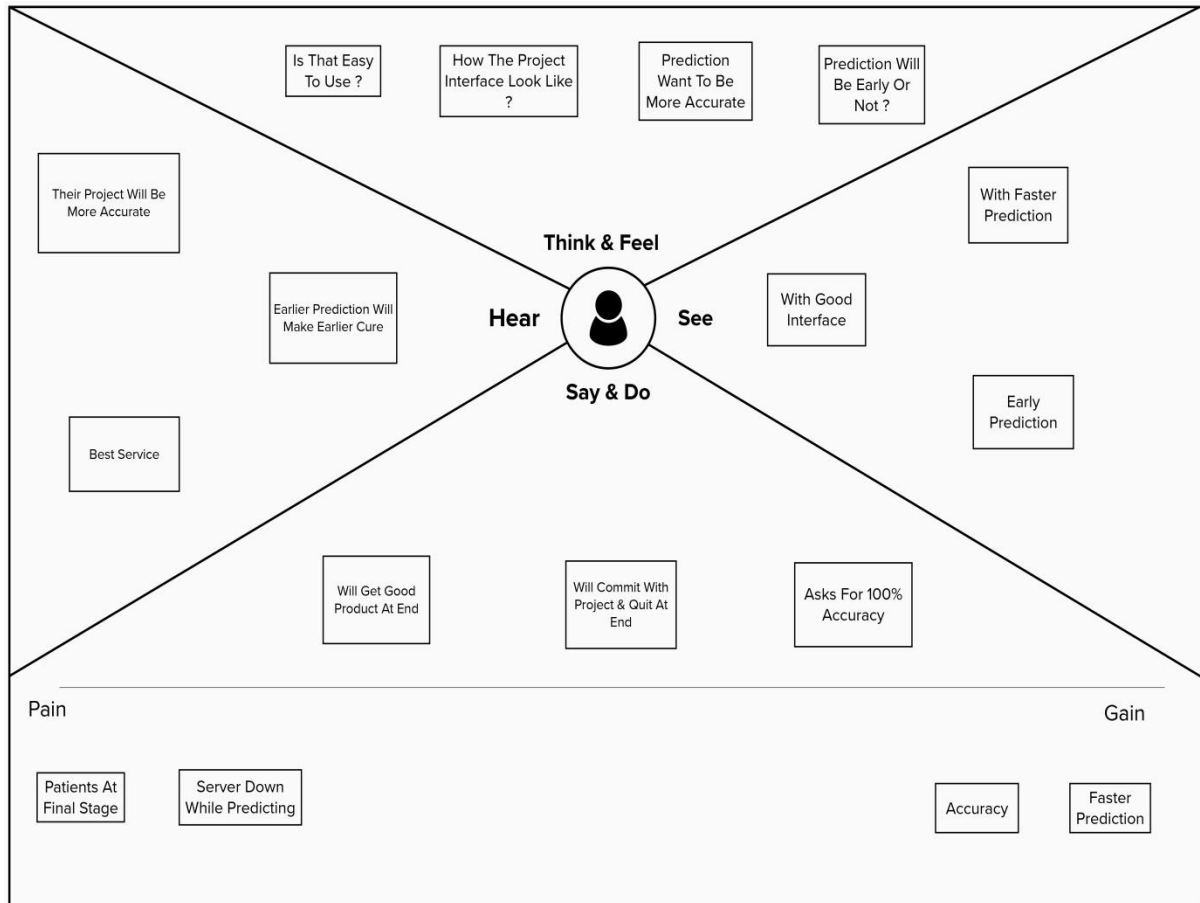 Is That Easy
To Use ?
How The Project
Interface Look Like
?
Prediction
Want To Be
More Accurate
Prediction Will
Be Early Or
Not ?
Their Project Will Be
More Accurate
With Faster
Prediction
Think & Feel
Earlier Prediction Will
Make Earlier Cure
Hear
See
With Good
Interface
Say & Do
Early
Prediction
Best Service
Will Get Good
Product At End
Will Commit With
Project & Quit At
End
Asks For 100%
Accuracy
Pain
Gain
Patients At
Final Stage
Server Down
While Predicting
Accuracy
Faster
Prediction